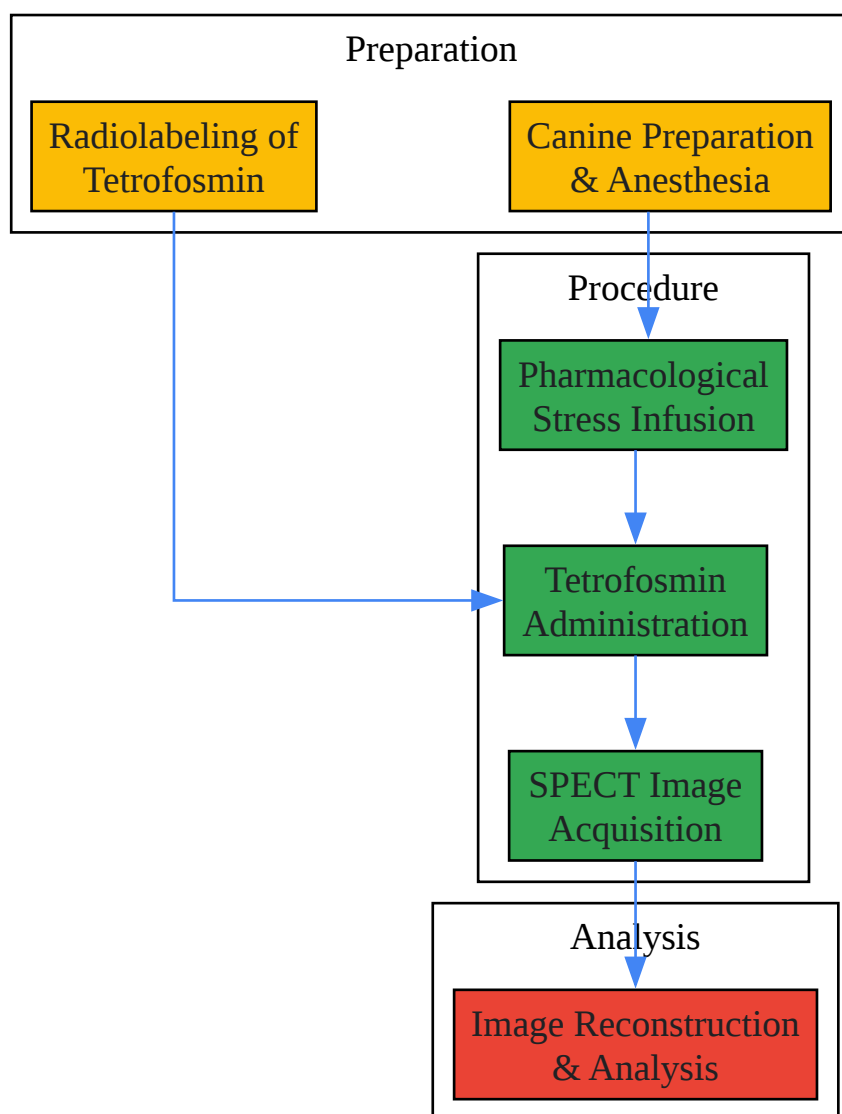 Preparation
Radiolabeling of
Tetrofosmin
Canine Preparation
& Anesthesia
Procedure
Pharmacological
Stress Infusion
Tetrofosmin
Administration
SPECT Image
Acquisition
Analysis
Image Reconstruction
& Analysis